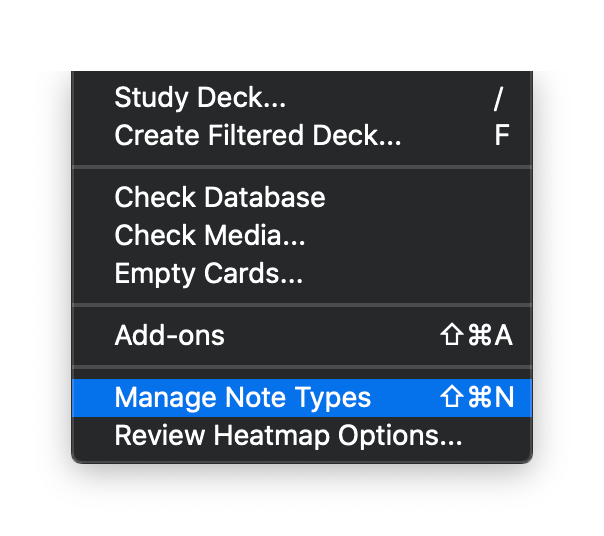 Study Deck... /
Create Filtered Deck... F
Check Database
Check Media...
Empty Cards...
Add-ons ⇧⌘A
Manage Note Types ⇧⌘N
Review Heatmap Options...